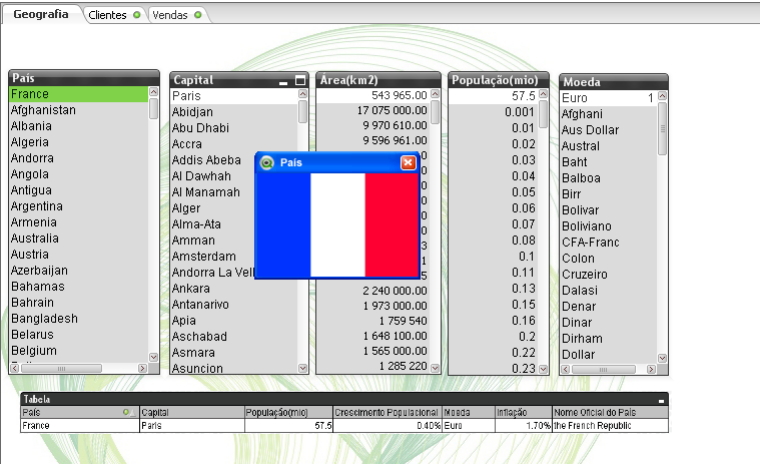 Geografia Clientes Vendas
País
France
Afghanistan
Albania
Algeria
Andorra
Angola
Antigua
Argentina
Armenia
Australia
Austria
Azerbaijan
Bahamas
Bahrain
Bangladesh
Belarus
Belgium
Capital
Paris
Abidjan
Abu Dhabi
Accra
Addis Abeba
Al Dawhah
Al Manamah
Alger
Alma-Ata
Amman
Amsterdam
Andorra La Vell
Ankara
Antanarivo
Apia
Aschabad
Asmara
Asuncion
País
Área(km2)
543 965.00
17 075 000.00
9 970 610.00
9 596 961.00
0
0
0
0
0
3
1
5
2 240 000.00
1 973 000.00
1 759 540
1 648 100.00
1 565 000.00
1 285 220
População(mio)
57.5
0.001
0.01
0.02
0.03
0.04
0.05
0.06
0.07
0.08
0.1
0.11
0.13
0.15
0.16
0.2
0.22
0.23
Moeda
Euro 1
Afghani
Aus Dollar
Austral
Baht
Balboa
Birr
Bolivar
Boliviano
CFA-Franc
Colon
Cruzeiro
Dalasi
Denar
Dinar
Dirham
Dollar
Tabela
País Capital População(mio) Crescimento Populacional Moeda Inflação Nome Oficial do País
France Paris 57.5 0.40% Euro 1.70% the French Republic